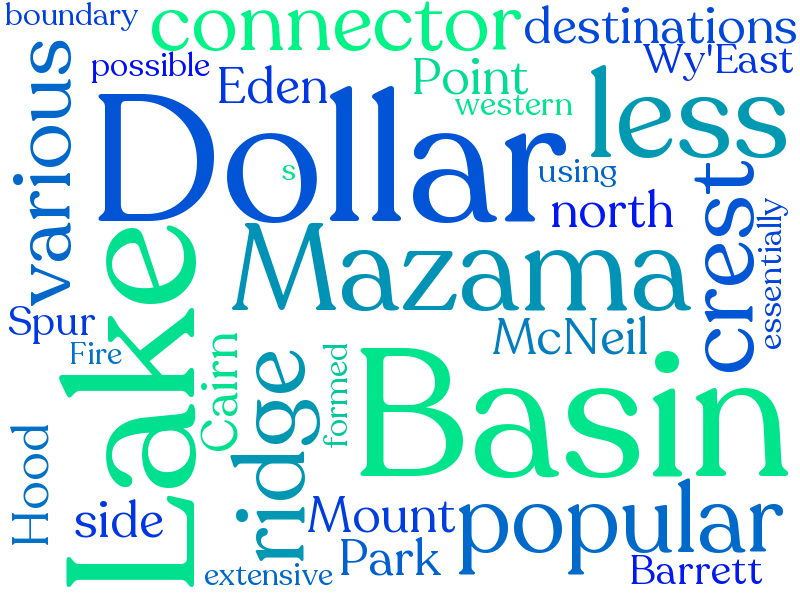 boundary
connector
destinations
possible
Eden
Point
western
Wy'East
less
various
Dollar
s
using
north
crest
essentially
Lake
Mazama
Spur
Fire
Cairn
McNeil
ridge
formed
Basin
Hood
side
Mount
popular
Park
extensive
Barrett